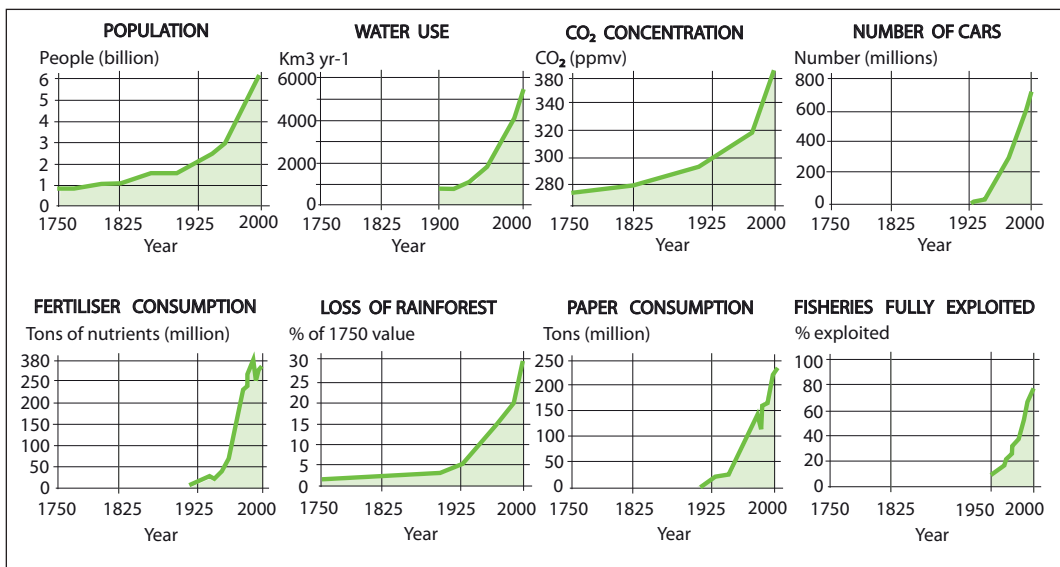 POPULATION
People (billion)
6
5
4
3
2
1
0
1750 1825 1925 2000
Year
WATER USE
Km3 yr-1
6000
4000
2000
0
1750 1825 1900 2000
Year
CO₂ CONCENTRATION
CO₂ (ppmv)
380
340
320
300
280
1750 1825 1925 2000
Year
NUMBER OF CARS
Number (millions)
800
600
400
200
0
1750 1825 1925 2000
Year
FERTILISER CONSUMPTION
Tons of nutrients (million)
380
250
200
150
100
50
0
1750 1825 1925 2000
Year
LOSS OF RAINFOREST
% of 1750 value
30
25
20
15
10
5
0
1750 1825 1925 2000
Year
PAPER CONSUMPTION
Tons (million)
250
200
150
100
50
0
1750 1825 1925 2000
Year
FISHERIES FULLY EXPLOITED
% exploited
100
80
60
40
20
0
1750 1825 1950 2000
Year